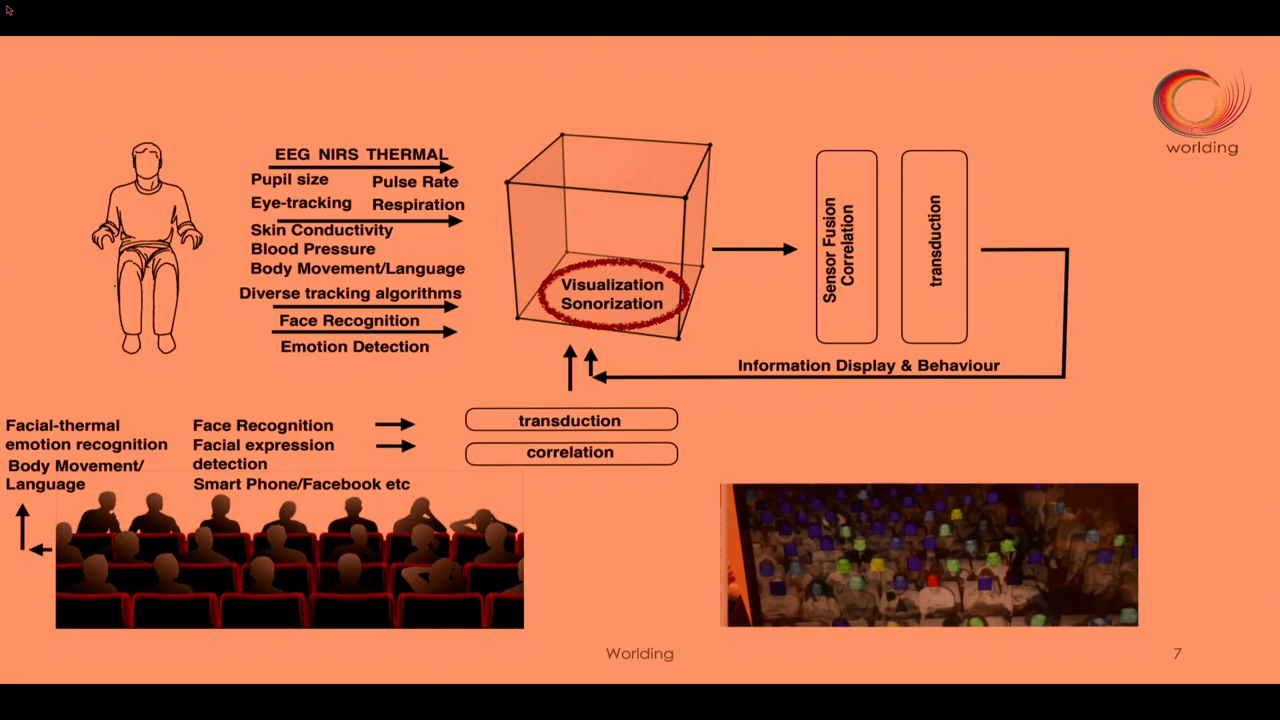 worlding
EEG NIRS THERMAL
Pupil size
Pulse Rate
Eye-tracking
Respiration
Skin Conductivity
Blood Pressure
Body Movement/Language
Diverse tracking algorithms
Face Recognition
Emotion Detection
Visualization
Sonorization
Sensor Fusion
Correlation
transduction
Information Display & Behaviour
transduction
correlation
Facial-thermal
emotion recognition
Body Movement/
Language
Face Recognition
Facial expression
detection
Smart Phone/Facebook etc
Worlding
7